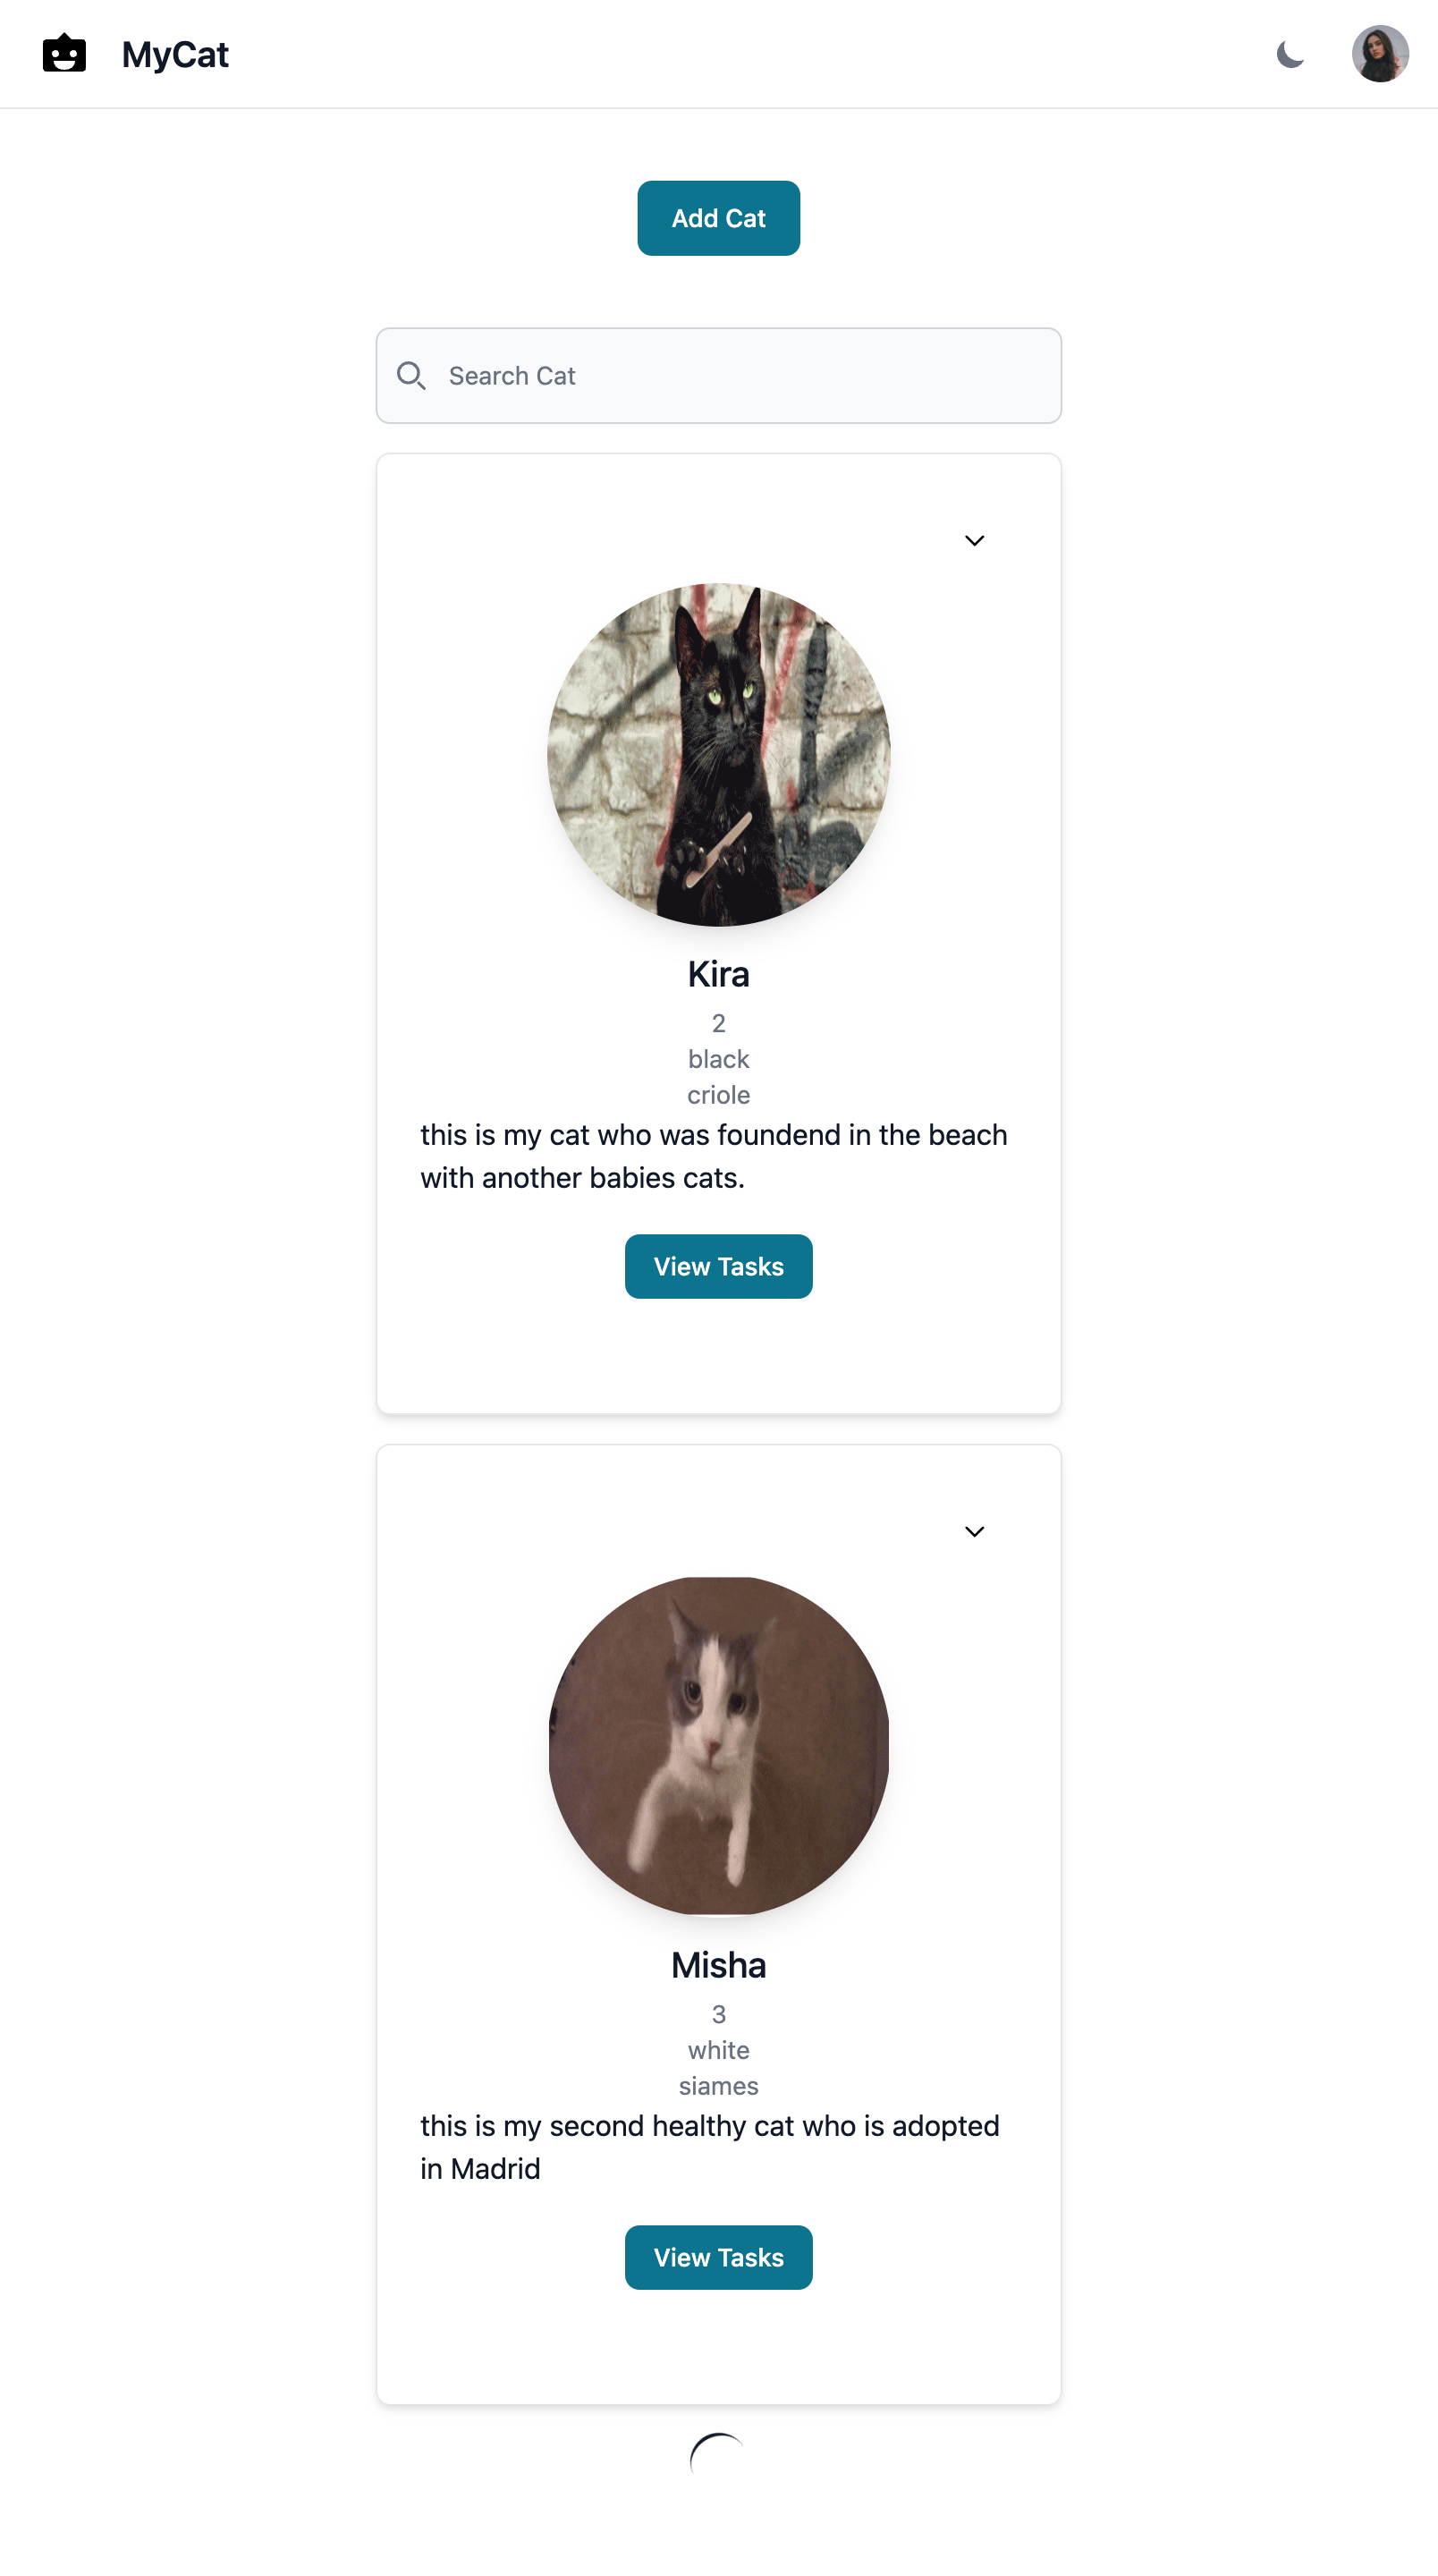 MyCat
Add Cat
Search Cat
Kira
2
black
criole
this is my cat who was foundend in the beach
with another babies cats.
View Tasks
Misha
3
white
siames
this is my second healthy cat who is adopted
in Madrid
View Tasks